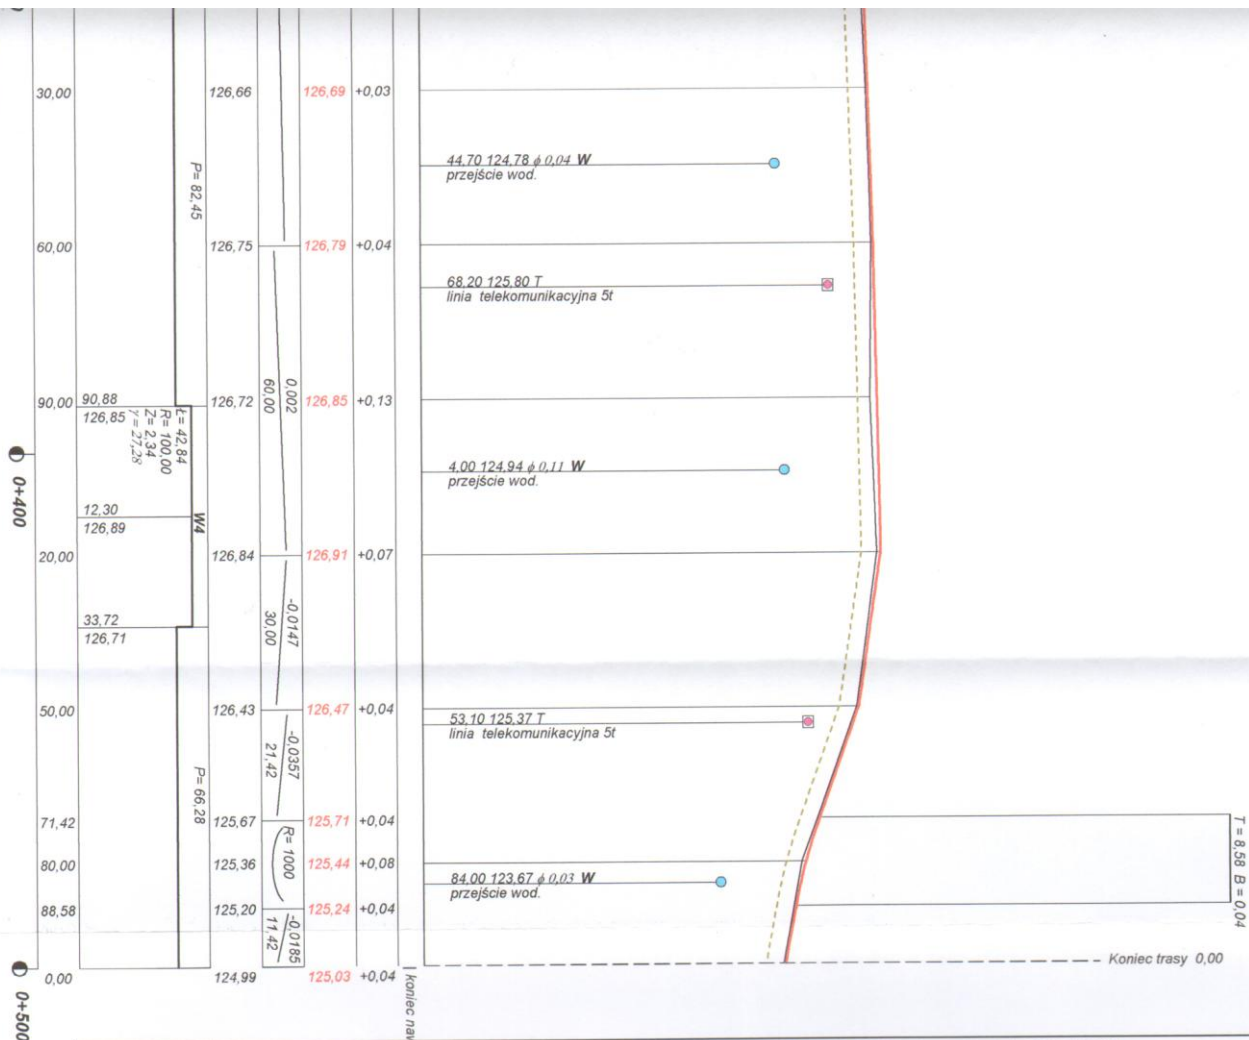 30,00 126,66 126,69 +0,03
P= 82,45
44,70 124,78 ϕ 0,04 W
przejście wod.
60,00 126,75 126,79 +0,04
68,20 125,80 T
linia telekomunikacyjna 5t
0,002
60,00
90,00 90,88 126,72 126,85 +0,13
126,85
Ł= 42,84
R= 100,00
Z= 2,34
γ = 27,28
0+400
4,00 124,94 ϕ 0,11 W
przejście wod.
12,30
126,89
W4
20,00 126,84 126,91 +0,07
-0,0147
30,00
33,72
126,71
50,00 126,43 126,47 +0,04
53,10 125,37 T
linia telekomunikacyjna 5t
-0,0357
21,42
P= 66,28
71,42 125,67 125,71 +0,04
T = 8,58 B = 0,04
R= 1000
80,00 125,36 125,44 +0,08
84,00 123,67 ϕ 0,03 W
przejście wod.
88,58 125,20 125,24 +0,04
-0,0185
11,42
Koniec trasy 0,00
0,00 124,99 125,03 +0,04
koniec
0+500